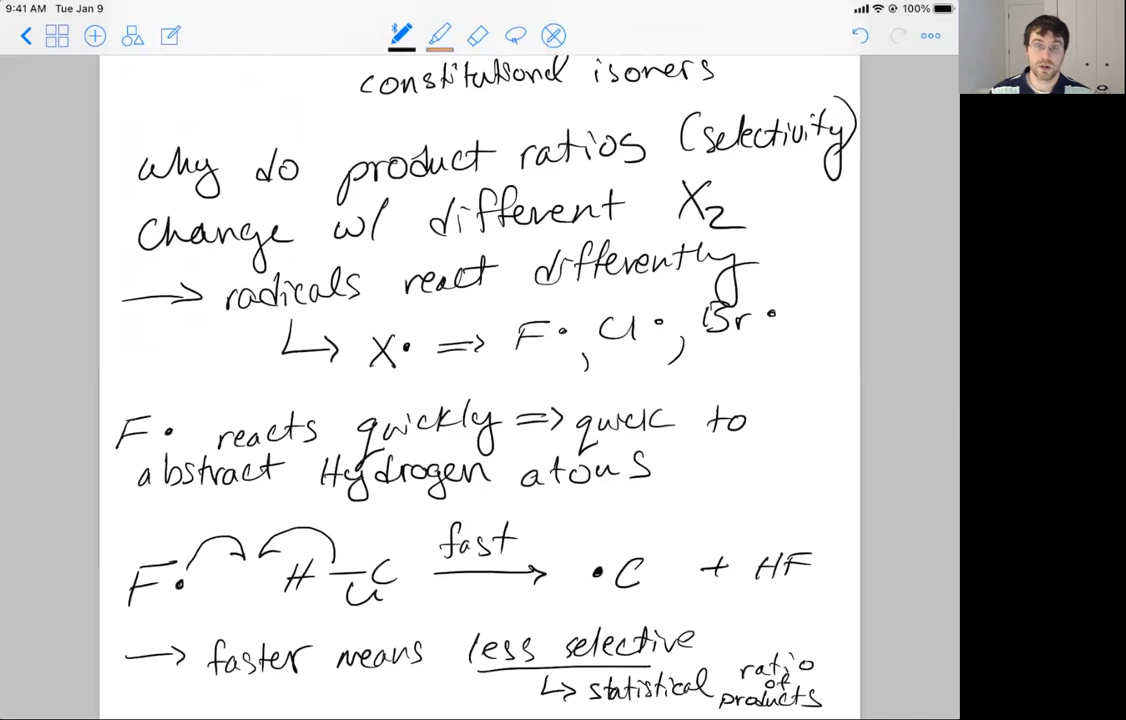 9:41 AM Tue Jan 9
100%
constitutional isomers
why do product ratios (selectivity)
change w/ different X2
→ radicals react differently
↳ X• => F•, Cl•, Br•
F• reacts quickly => quick to
abstract Hydrogen atoms
F• H-C fast → •C + HF
→ faster means less selective
↳ statistical ratio of products